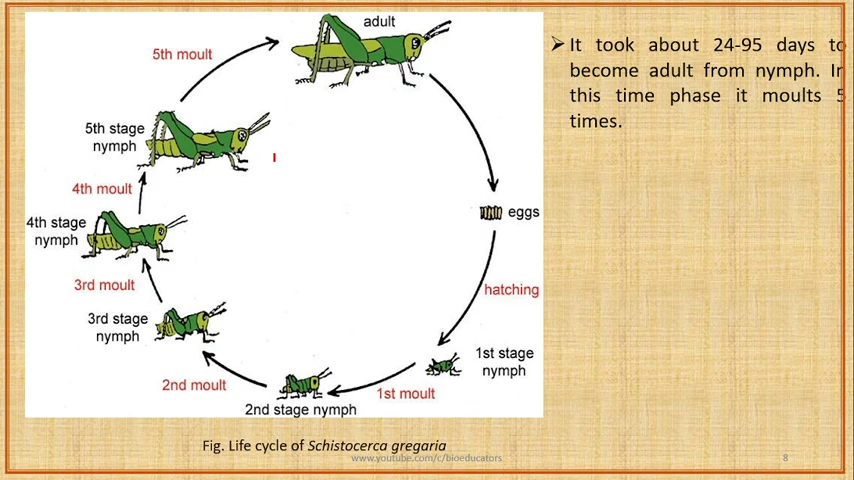 adult
5th moult
5th stage
nymph
4th moult
4th stage
nymph
3rd moult
3rd stage
nymph
2nd moult
2nd stage nymph
1st moult
1st stage
nymph
hatching
eggs
➢ It took about 24-95 days to
become adult from nymph. In
this time phase it moults 5
times.
Fig. Life cycle of Schistocerca gregaria
www.youtube.com/c/bioeducators
8